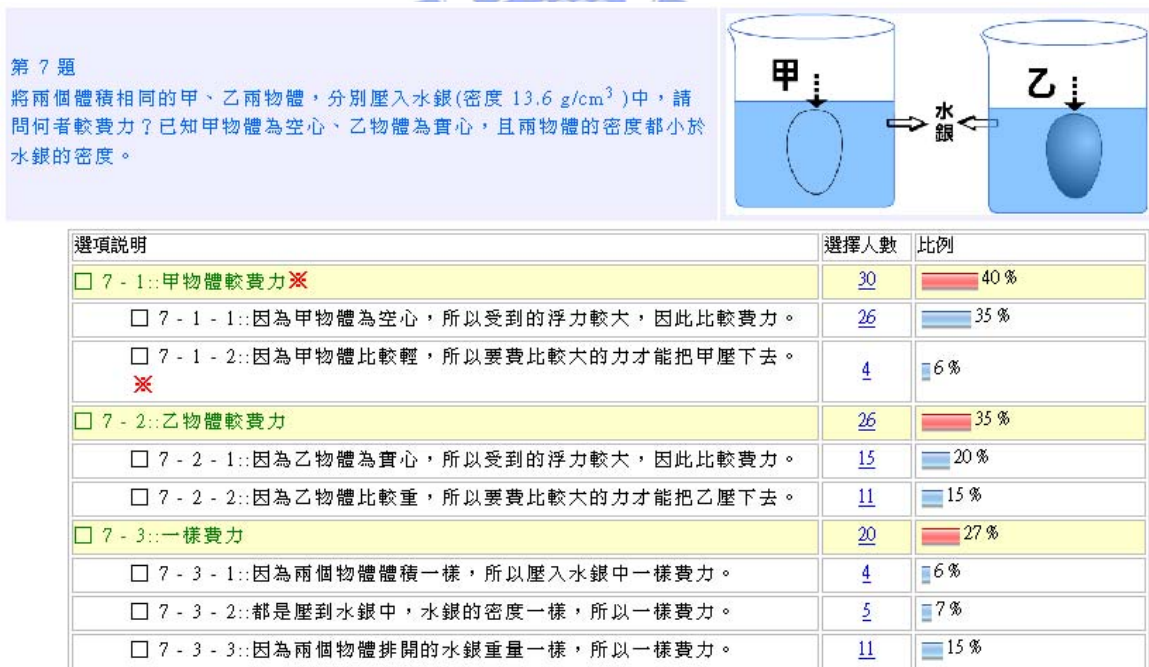 第 7 題
將兩個體積相同的甲、乙兩物體，分別壓入水銀(密度 13.6 g/cm³ )中，請
問何者較費力？已知甲物體為空心、乙物體為實心，且兩物體的密度都小於
水銀的密度。
甲
乙
水
銀
選項說明 選擇人數 比例
□ 7 - 1::甲物體較費力※ 30 40 %
□ 7 - 1 - 1::因為甲物體為空心，所以受到的浮力較大，因此比較費力。 26 35 %
□ 7 - 1 - 2::因為甲物體比較輕，所以要費比較大的力才能把甲壓下去。
※ 4 6 %
□ 7 - 2::乙物體較費力 26 35 %
□ 7 - 2 - 1::因為乙物體為實心，所以受到的浮力較大，因此比較費力。 15 20 %
□ 7 - 2 - 2::因為乙物體比較重，所以要費比較大的力才能把乙壓下去。 11 15 %
□ 7 - 3::一樣費力 20 27 %
□ 7 - 3 - 1::因為兩個物體體積一樣，所以壓入水銀中一樣費力。 4 6 %
□ 7 - 3 - 2::都是壓到水銀中，水銀的密度一樣，所以一樣費力。 5 7 %
□ 7 - 3 - 3::因為兩個物體排開的水銀重量一樣，所以一樣費力。 11 15 %